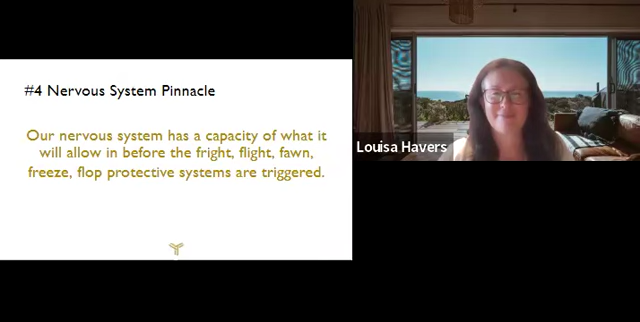 #4 Nervous System Pinnacle
Our nervous system has a capacity of what it
will allow in before the fright, flight, fawn,
freeze, flop protective systems are triggered.
Louisa Havers